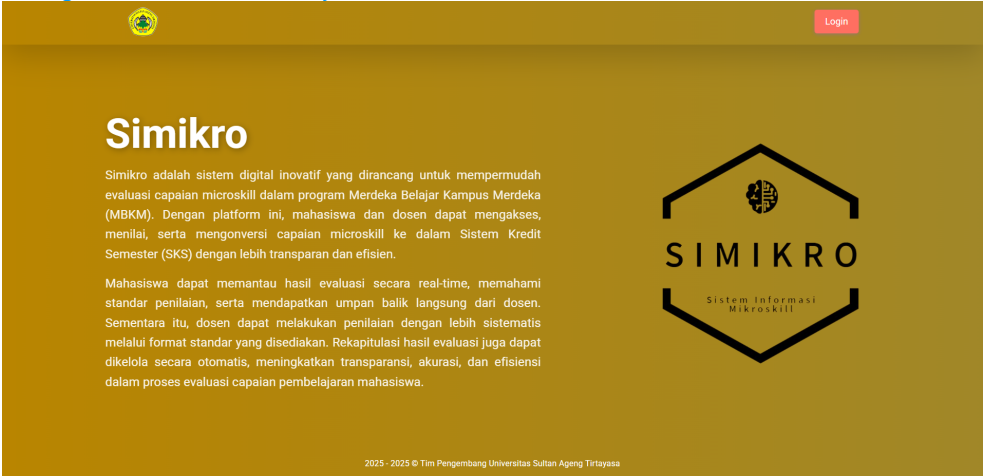 Login
Simikro
Simikro adalah sistem digital inovatif yang dirancang untuk mempermudah
evaluasi capaian microskill dalam program Merdeka Belajar Kampus Merdeka
(MBKM). Dengan platform ini, mahasiswa dan dosen dapat mengakses,
menilai, serta mengonversi capaian microskill ke dalam Sistem Kredit
Semester (SKS) dengan lebih transparan dan efisien.
Mahasiswa dapat memantau hasil evaluasi secara real-time, memahami
standar penilaian, serta mendapatkan umpan balik langsung dari dosen.
Sementara itu, dosen dapat melakukan penilaian dengan lebih sistematis
melalui format standar yang disediakan. Rekapitulasi hasil evaluasi juga dapat
dikelola secara otomatis, meningkatkan transparansi, akurasi, dan efisiensi
dalam proses evaluasi capaian pembelajaran mahasiswa.
SIMIKRO
Sistem Informasi
Mikroskill
2025 - 2025 © Tim Pengembang Universitas Sultan Ageng Tirtayasa